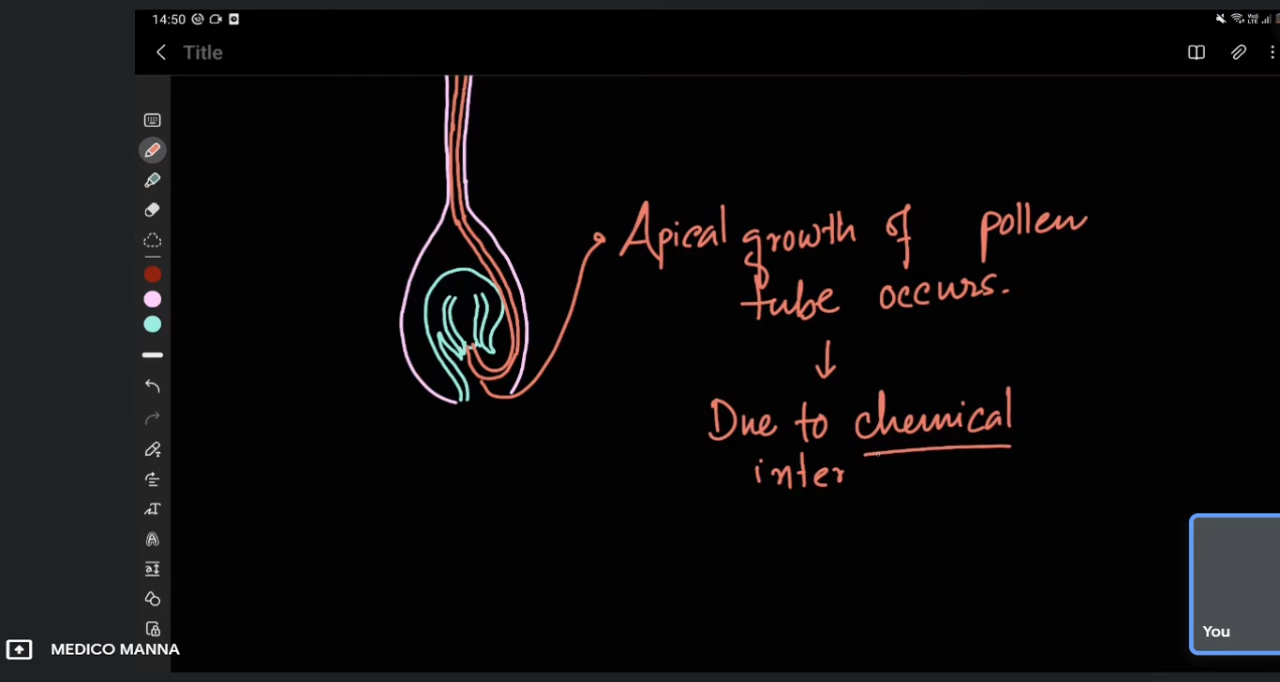 14:50
Title
Apical growth of pollen
tube occurs.
↓
Due to chemical
inter
You
MEDICO MANNA